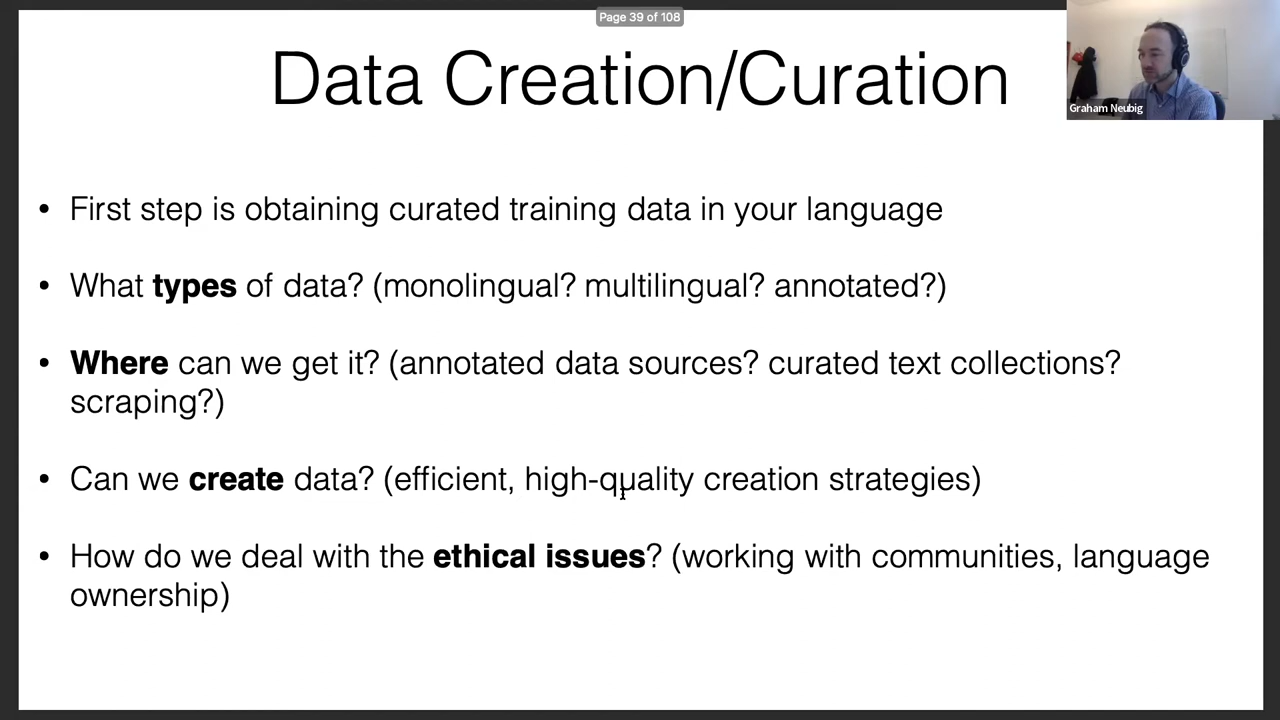 Page 39 of 108
Data Creation/Curation
Graham Neubig
• First step is obtaining curated training data in your language
• What types of data? (monolingual? multilingual? annotated?)
• Where can we get it? (annotated data sources? curated text collections?
scraping?)
• Can we create data? (efficient, high-quality creation strategies)
• How do we deal with the ethical issues? (working with communities, language
ownership)